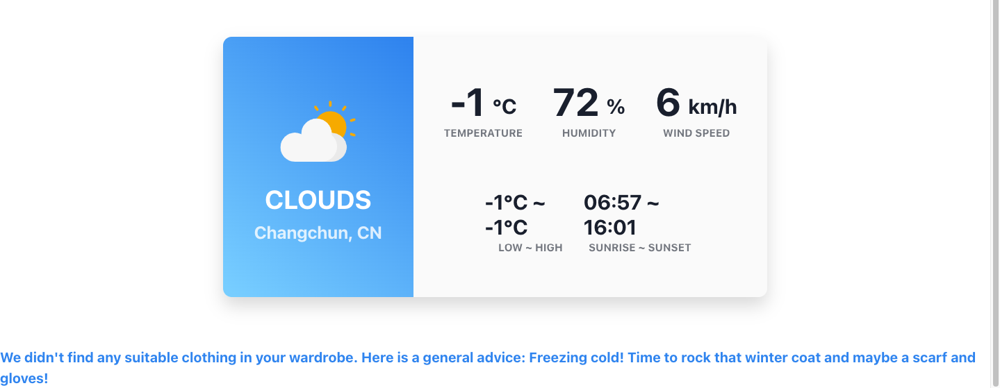 CLOUDS
Changchun, CN
-1 °C
TEMPERATURE
72 %
HUMIDITY
6 km/h
WIND SPEED
-1°C ~
-1°C
LOW ~ HIGH
06:57 ~
16:01
SUNRISE ~ SUNSET
We didn't find any suitable clothing in your wardrobe. Here is a general advice: Freezing cold! Time to rock that winter coat and maybe a scarf and
gloves!